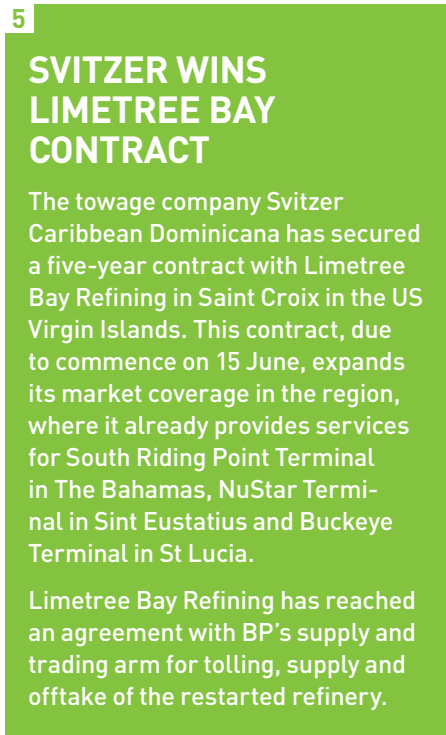 5
SVITZER WINS
LIMETREE BAY
CONTRACT
The towage company Svitzer
Caribbean Dominicana has secured
a five-year contract with Limetree
Bay Refining in Saint Croix in the US
Virgin Islands. This contract, due
to commence on 15 June, expands
its market coverage in the region,
where it already provides services
for South Riding Point Terminal
in The Bahamas, NuStar Termi-
nal in Sint Eustatius and Buckeye
Terminal in St Lucia.
Limetree Bay Refining has reached
an agreement with BP's supply and
trading arm for tolling, supply and
offtake of the restarted refinery.